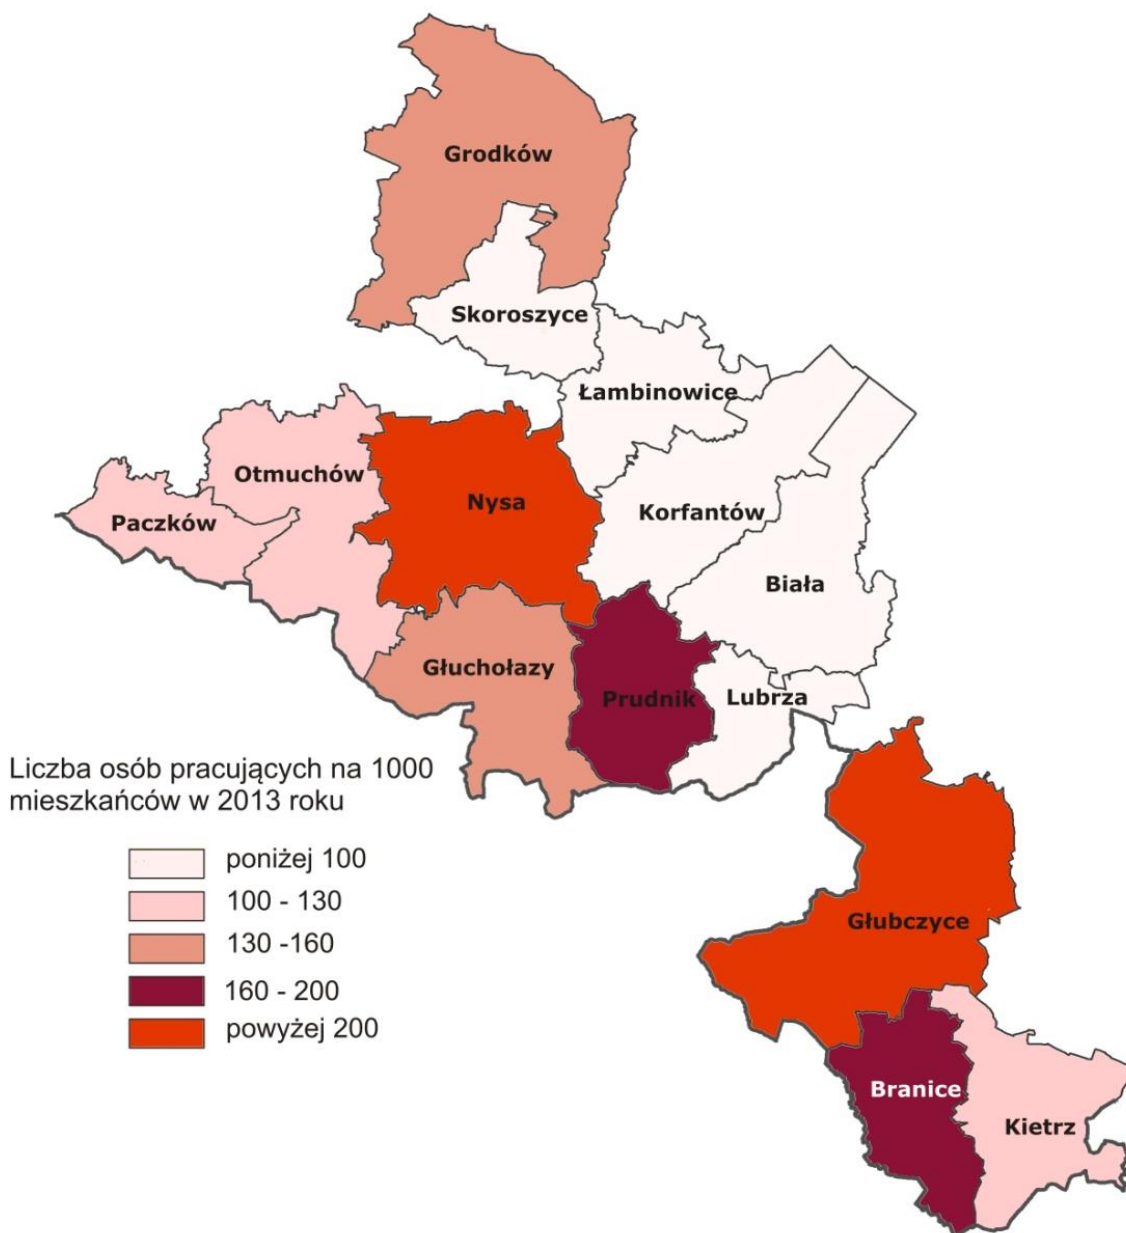 Grodków
Skoroszyce
Łambinowice
Otmuchów
Nysa
Paczków
Korfantów
Biała
Głuchołazy
Prudnik
Lubrza
Liczba osób pracujących na 1000
mieszkańców w 2013 roku
poniżej 100
100 - 130
130 -160
160 - 200
powyżej 200
Głubczyce
Branice
Kietrz